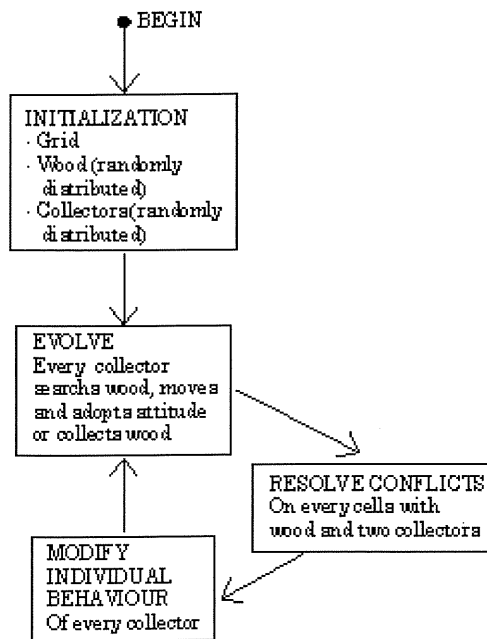 BEGIN
INITIALIZATION
· Grid
· Wood (randomly
distributed)
· Collectors(randomly
distributed)
EVOLVE
Every collector
searchs wood, moves
and adopts attitude
or collects wood
RESOLVE CONFLICTS
On every cells with
wood and two collectors
MODIFY
INDIVIDUAL
BEHAVIOUR
Of every collector